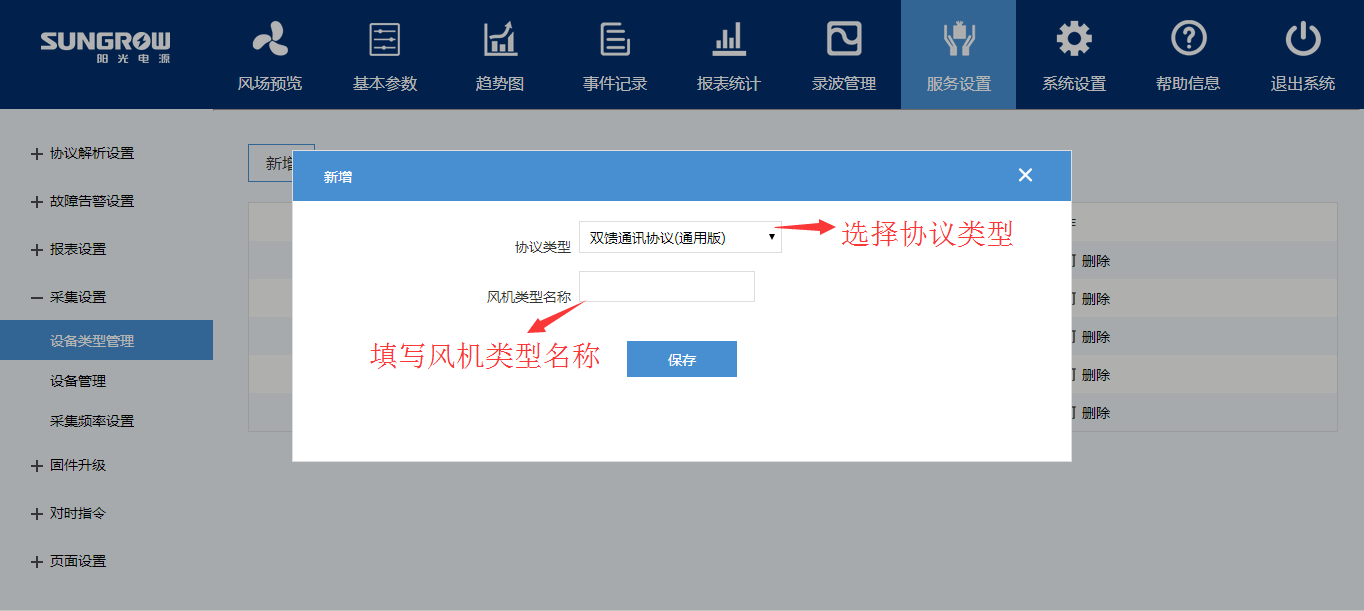 SUNGROW
阳光电源
风场预览
基本参数
趋势图
事件记录
报表统计
录波管理
服务设置
系统设置
帮助信息
退出系统
协议解析设置
故障告警设置
报表设置
采集设置
设备类型管理
设备管理
采集频率设置
固件升级
对时指令
页面设置
新增
协议类型 双馈通讯协议(通用版)
选择协议类型
风机类型名称
填写风机类型名称
保存
删除
删除
删除
删除
删除